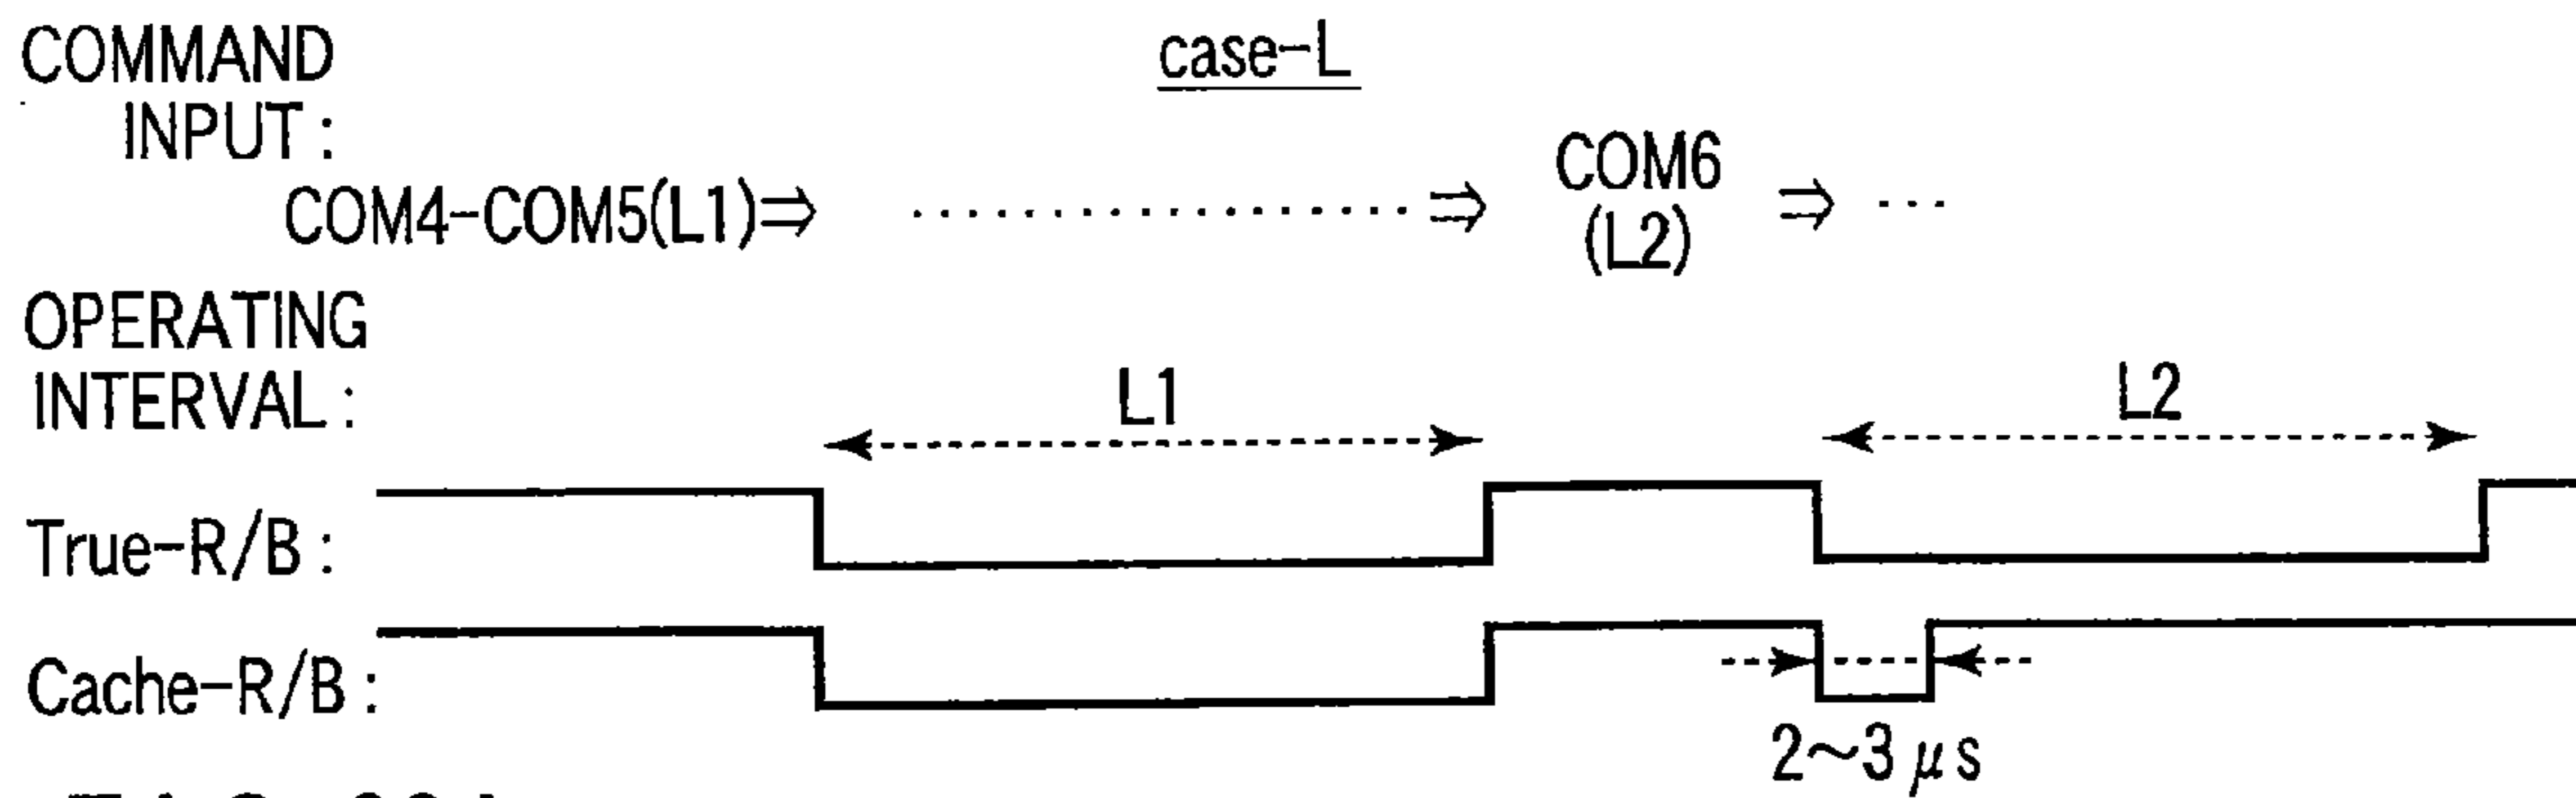 case-L
COMMAND
INPUT :
COM4-COM5(L1)⇒ .................. ⇒ COM6 ⇒ ...
(L2)
OPERATING
INTERVAL :
L1
L2
True-R/B :
Cache-R/B :
2~3 μs